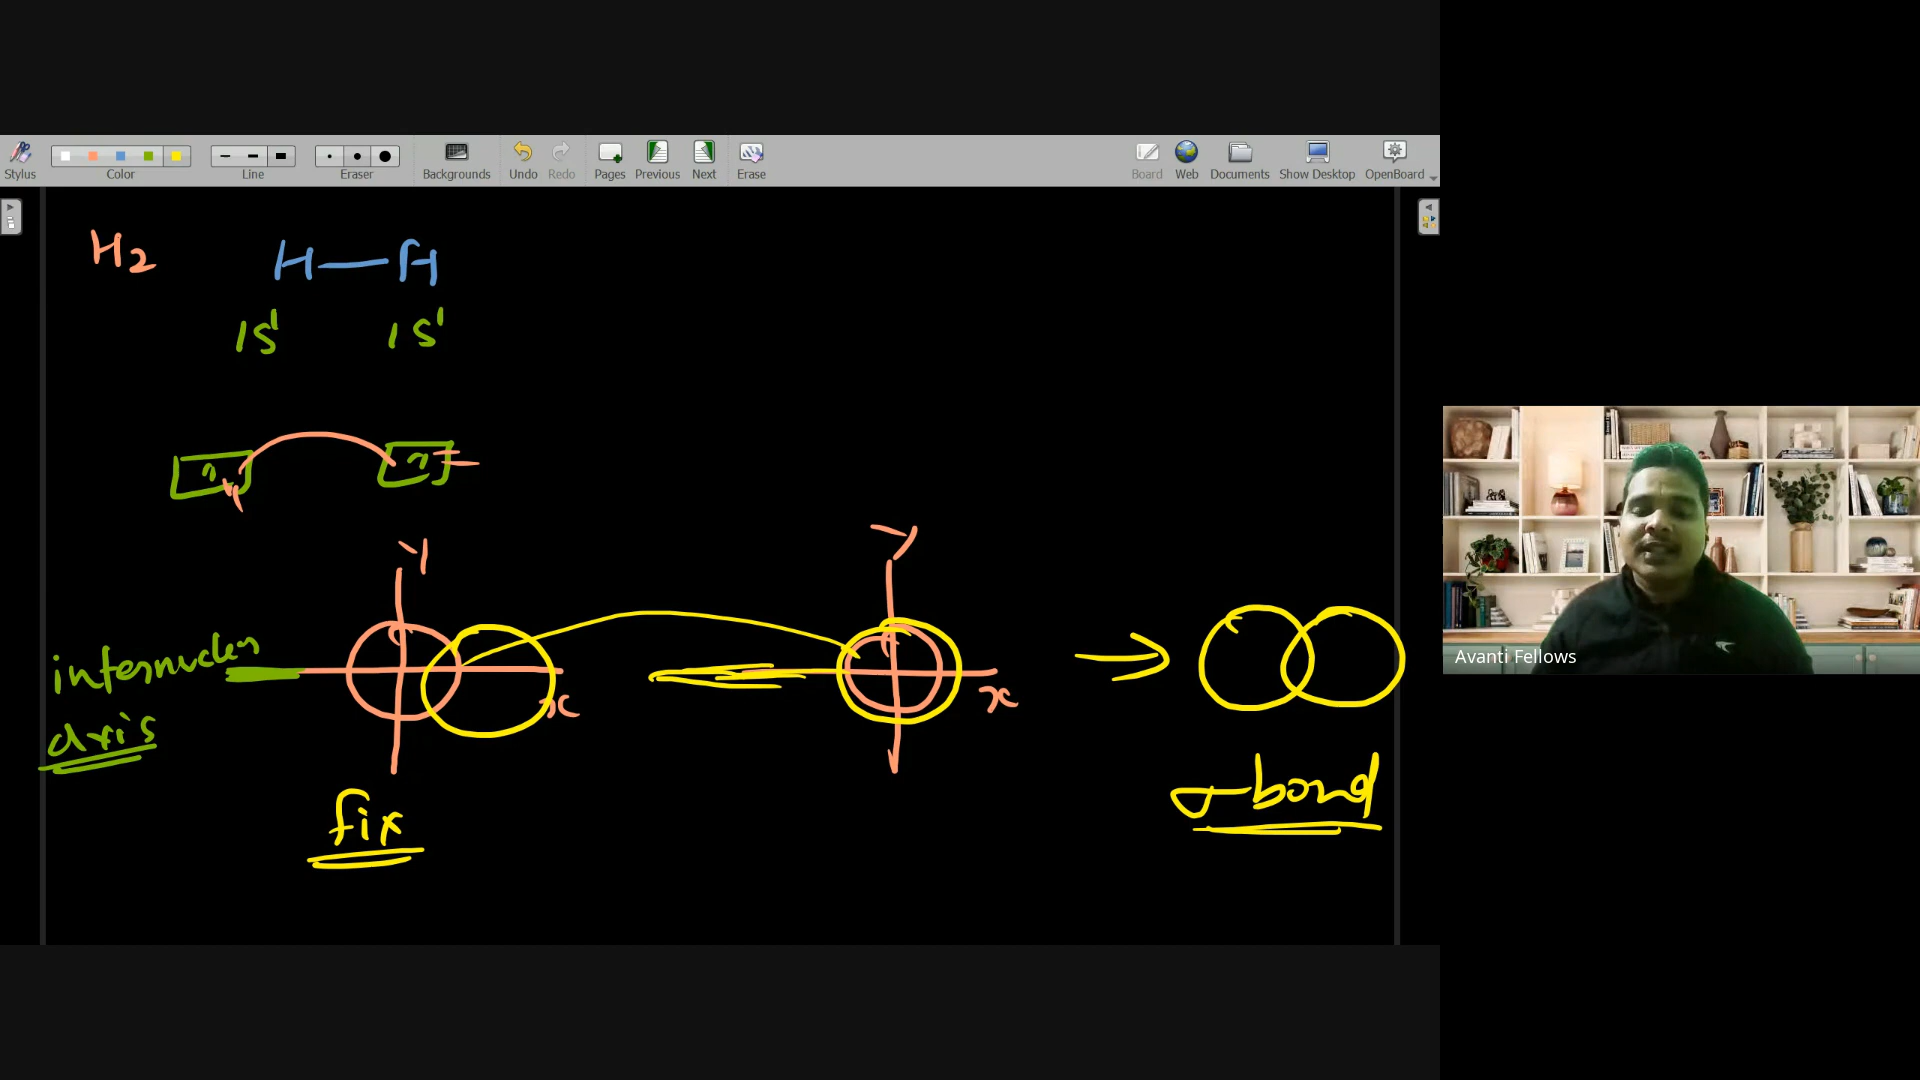 Stylus Color Line Eraser Backgrounds Undo Redo Pages Previous Next Erase Board Web Documents Show Desktop OpenBoard
H2 H—H
1s¹ 1s¹
y y
internuclear
axis
x x
fix
σ-bond
Avanti Fellows